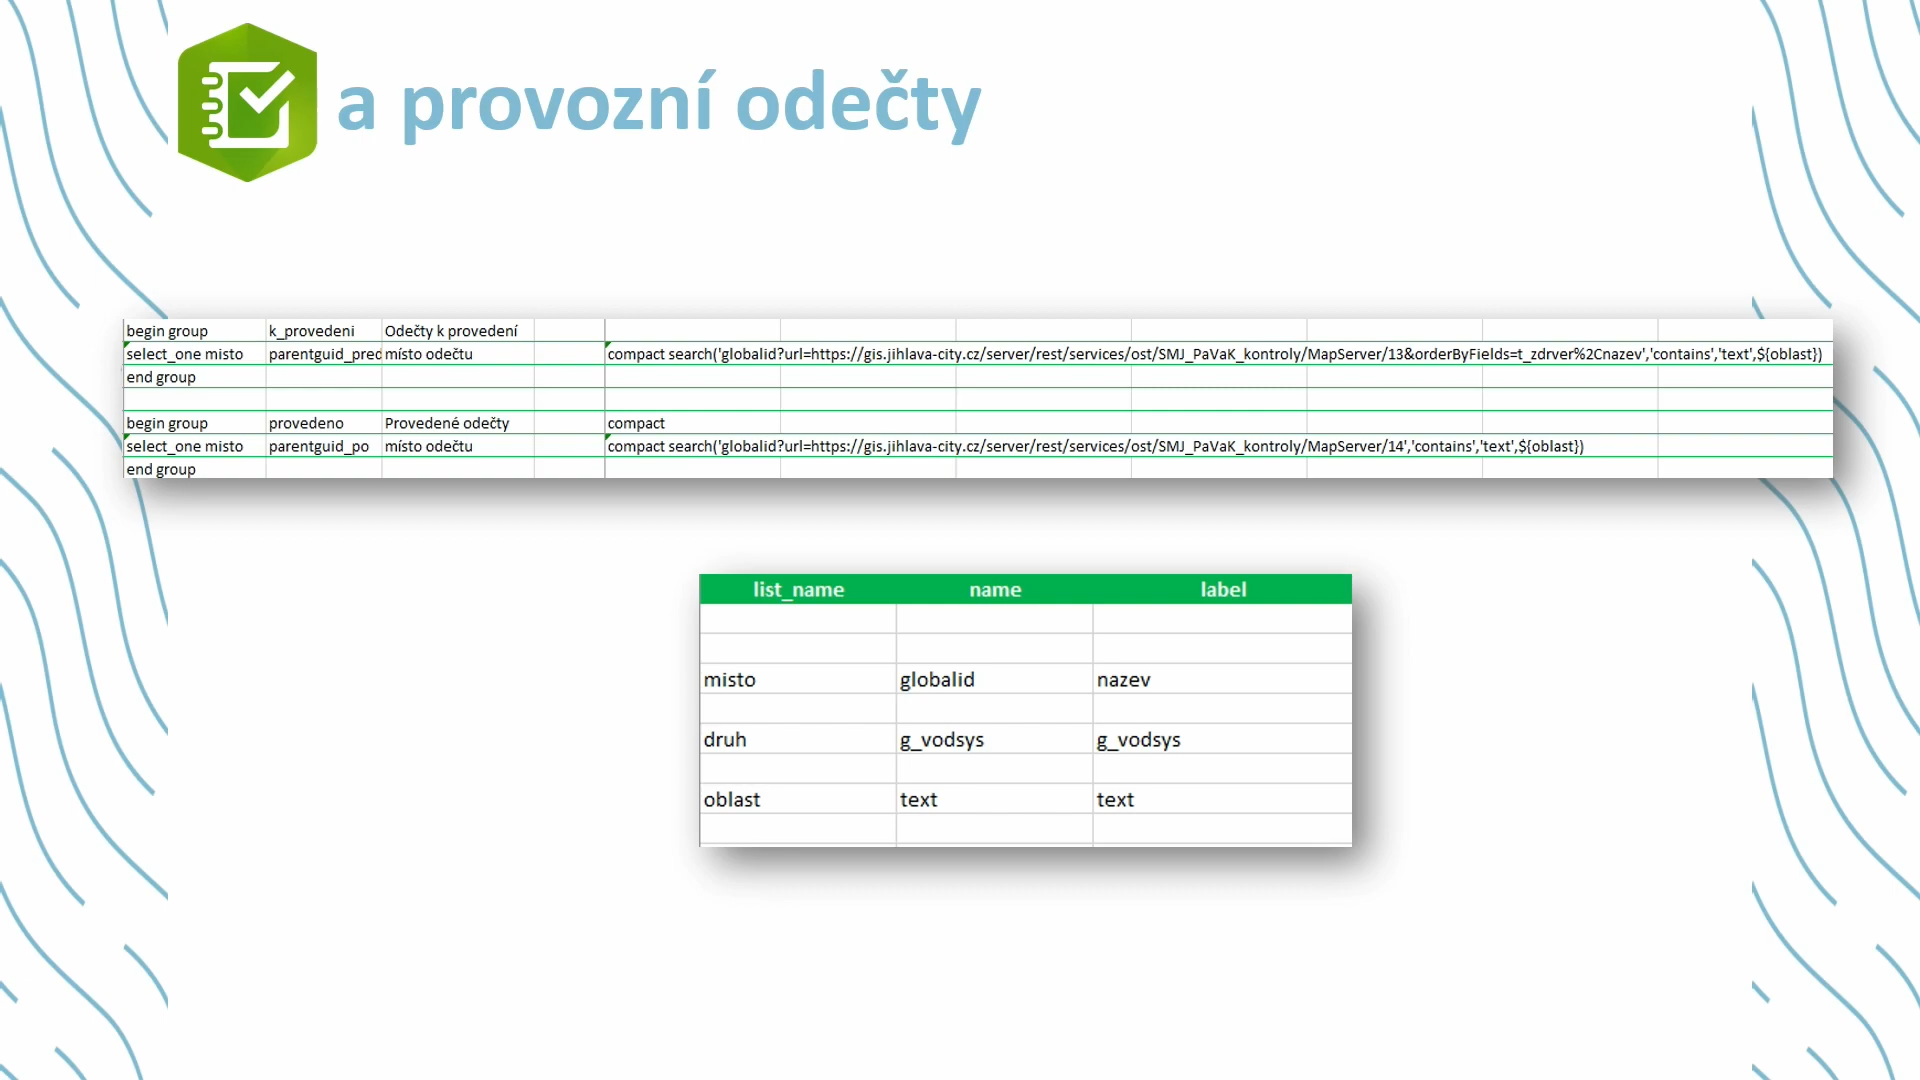 a provozní odečty
begin group k_provedeni Odečty k provedení
select_one misto parentguid_pred místo odečtu compact search('globalid?url=https://gis.jihlava-city.cz/server/rest/services/ost/SMJ_PaVaK_kontroly/MapServer/13&orderByFields=t_zdrver%2Cnazev','contains','text',${oblast})
end group
begin group provedeno Provedené odečty compact
select_one misto parentguid_po místo odečtu compact search('globalid?url=https://gis.jihlava-city.cz/server/rest/services/ost/SMJ_PaVaK_kontroly/MapServer/14','contains','text',${oblast})
end group
list_name name label
misto globalid nazev
druh g_vodsys g_vodsys
oblast text text